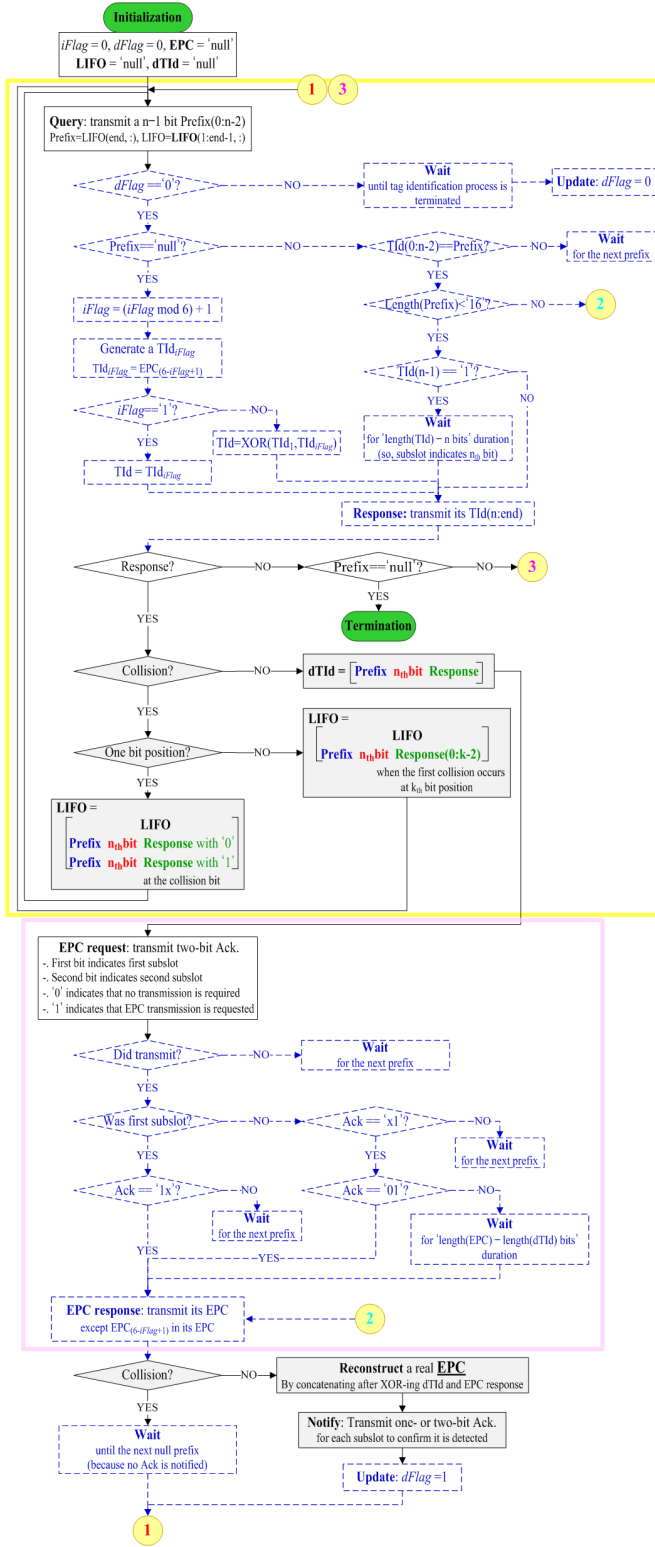 Initialization
iFlag = 0, dFlag = 0, EPC = ‘null’
LIFO = ‘null’, dTId = ‘null’
1 3
Query: transmit a n−1 bit Prefix(0:n-2)
Prefix=LIFO(end, :), LIFO=LIFO(1:end-1, :)
dFlag ==‘0’?
NO
Wait
until tag identification process is
terminated
Update: dFlag = 0
YES
Prefix==‘null’?
NO
TId(0:n-2)==Prefix?
NO
Wait
for the next prefix
YES
YES
iFlag = (iFlag mod 6) + 1
Length(Prefix)<‘16’?
NO
2
Generate a TIdiFlag
TIdiFlag = EPC(6-iFlag+1)
YES
TId(n-1) == ‘1’?
NO
iFlag==‘1’?
NO
YES
YES
TId=XOR(TId1,TIdiFlag)
Wait
for ‘length(TId) − n bits’ duration
(so, subslot indicates nth bit)
TId = TIdiFlag
Response: transmit its TId(n:end)
Response?
NO
Prefix==‘null’?
NO
3
YES
YES
Termination
Collision?
NO
dTId = [Prefix nthbit Response]
YES
One bit position?
NO
LIFO =
LIFO
Prefix nthbit Response(0:k-2)
when the first collision occurs
at kth bit position
YES
LIFO =
LIFO
Prefix nthbit Response with ‘0’
Prefix nthbit Response with ‘1’
at the collision bit
EPC request: transmit two-bit Ack.
-. First bit indicates first subslot
-. Second bit indicates second subslot
-. ‘0’ indicates that no transmission is required
-. ‘1’ indicates that EPC transmission is requested
Did transmit?
NO
Wait
for the next prefix
YES
Was first subslot?
NO
Ack == ‘x1’?
NO
Wait
for the next prefix
YES
YES
Ack == ‘1x’?
NO
Wait
for the next prefix
Ack == ‘01’?
NO
Wait
for ‘length(EPC) − length(dTId) bits’
duration
YES
YES
EPC response: transmit its EPC
except EPC(6-iFlag+1) in its EPC
2
Collision?
NO
Reconstruct a real EPC
By concatenating after XOR-ing dTId and EPC response
YES
Notify: Transmit one- or two-bit Ack.
for each subslot to confirm it is detected
Wait
until the next null prefix
(because no Ack is notified)
Update: dFlag =1
1